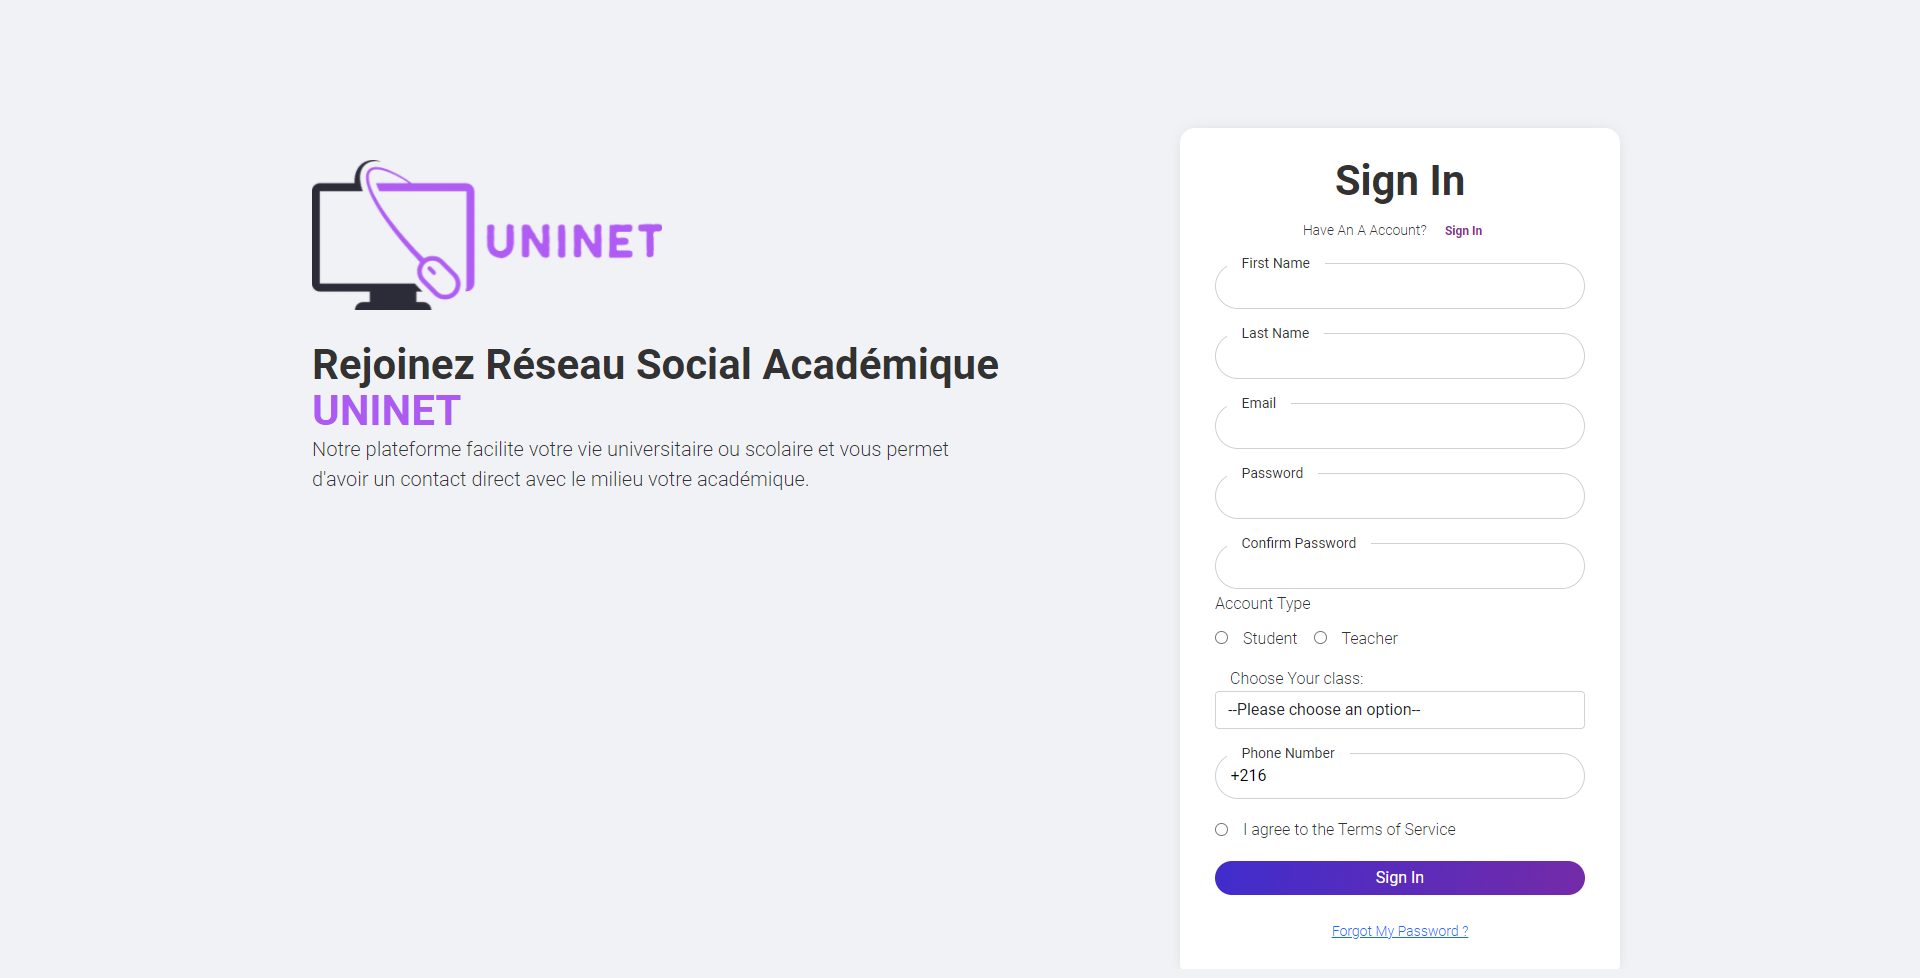 UNINET
Rejoinez Réseau Social Académique
UNINET
Notre plateforme facilite votre vie universitaire ou scolaire et vous permet
d'avoir un contact direct avec le milieu votre académique.
Sign In
Have An A Account? Sign In
First Name
Last Name
Email
Password
Confirm Password
Account Type
Student Teacher
Choose Your class:
--Please choose an option--
Phone Number
+216
I agree to the Terms of Service
Sign In
Forgot My Password ?